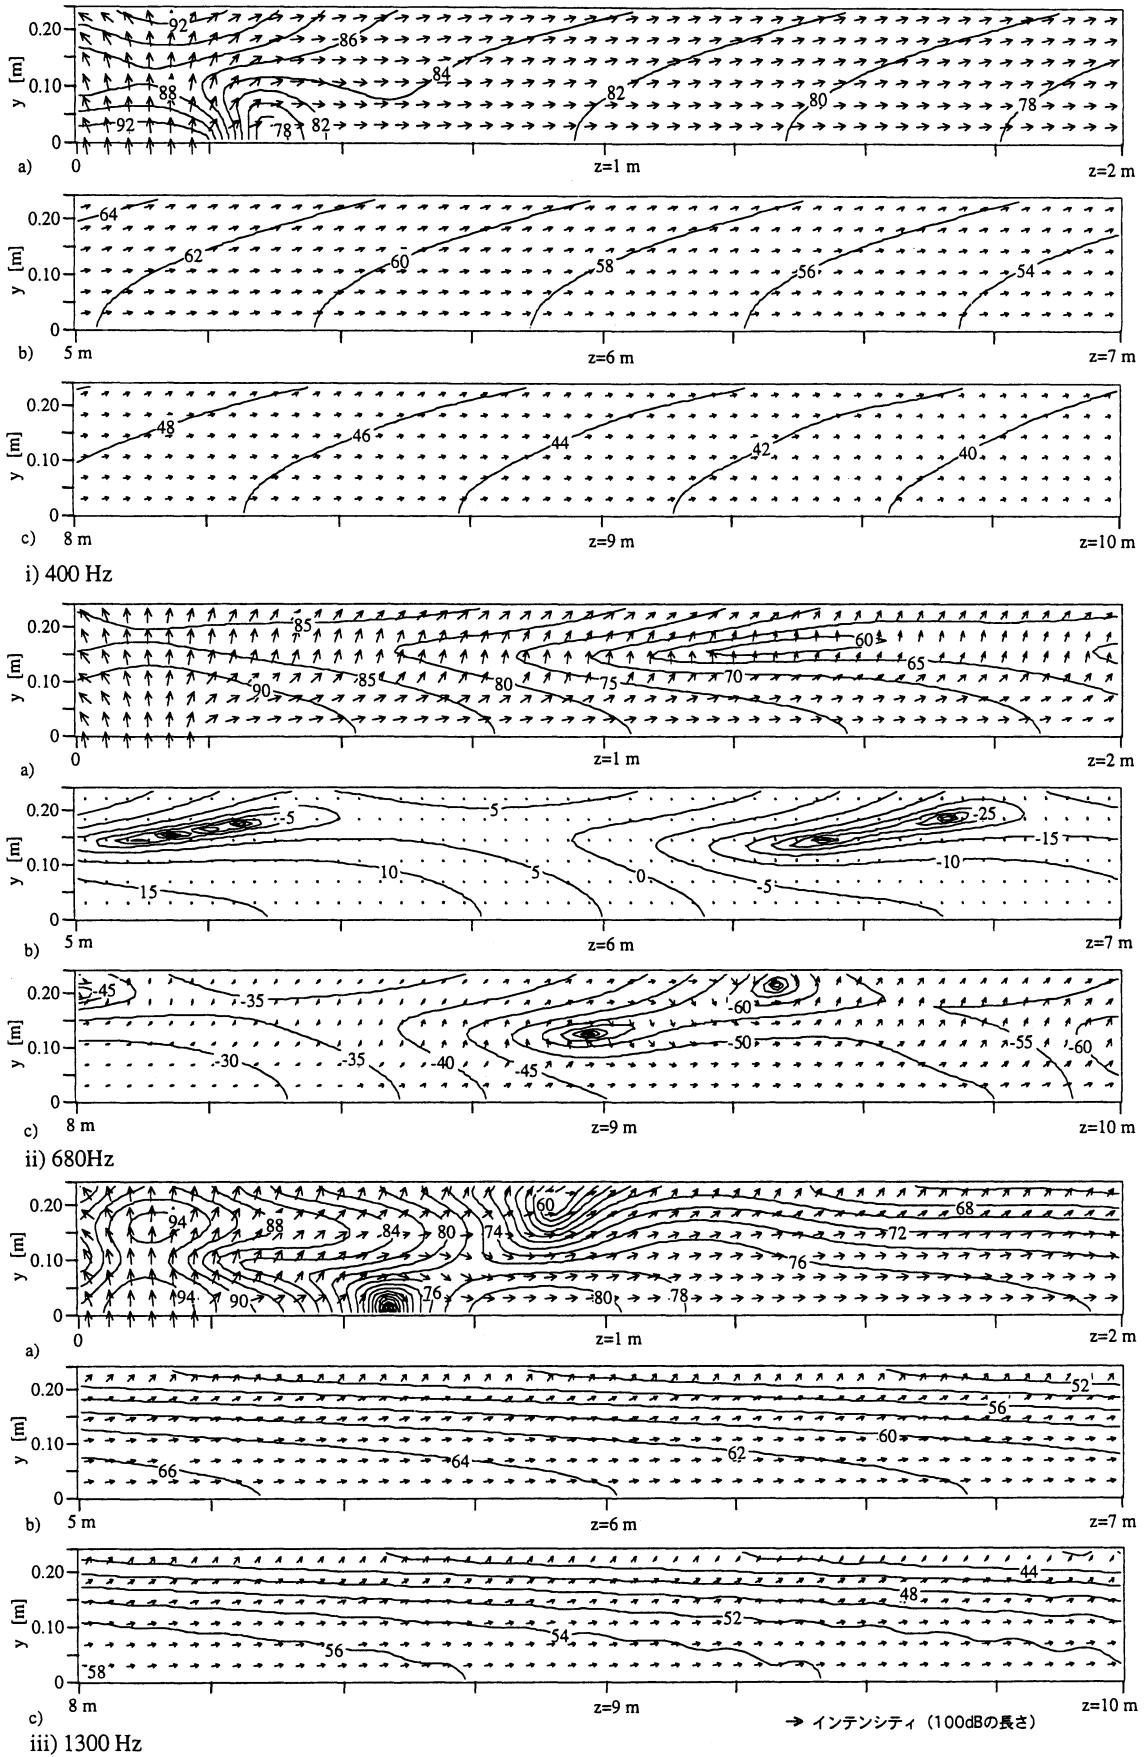 0.20
0.10
0
y [m]
92
86
84
88
92
78
82
82
80
78
a)
0
z=1 m
z=2 m
0.20
0.10
0
y [m]
64
62
60
58
56
54
b)
5 m
z=6 m
z=7 m
0.20
0.10
0
y [m]
48
46
44
42
40
c)
8 m
z=9 m
z=10 m
i) 400 Hz
0.20
0.10
0
y [m]
85
90
85
80
75
70
60
65
a)
0
z=1 m
z=2 m
0.20
0.10
0
y [m]
-5
5
-25
-15
15
10
5
0
-5
-10
b)
5 m
z=6 m
z=7 m
0.20
0.10
0
y [m]
-45
-35
-60
-30
-35
-40
-45
-50
-55
-60
c)
8 m
z=9 m
z=10 m
ii) 680Hz
0.20
0.10
0
y [m]
94
88
84
80
74
60
68
72
76
94
90
76
80
78
a)
0
z=1 m
z=2 m
0.20
0.10
0
y [m]
52
56
60
62
64
66
b)
5 m
z=6 m
z=7 m
0.20
0.10
0
y [m]
44
48
52
54
56
58
c)
8 m
z=9 m
z=10 m
→ インテンシティ（100dBの長さ）
iii) 1300 Hz